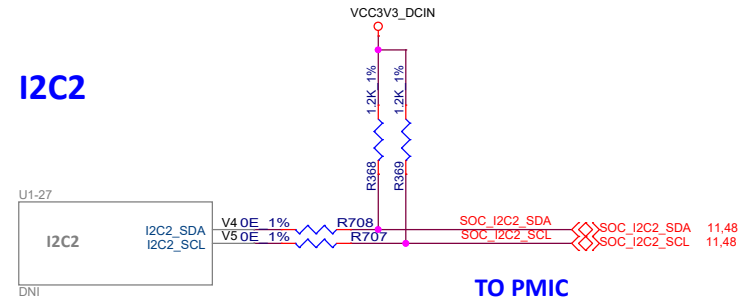 VCC3V3_DCIN
I2C2
1.2K 1%
1.2K 1%
R368
R369
U1-27
I2C2
I2C2_SDA
I2C2_SCL
V4 0E_1% R708
V5 0E_1% R707
SOC_I2C2_SDA
SOC_I2C2_SCL
SOC_I2C2_SDA 11,48
SOC_I2C2_SCL 11,48
DNI
TO PMIC